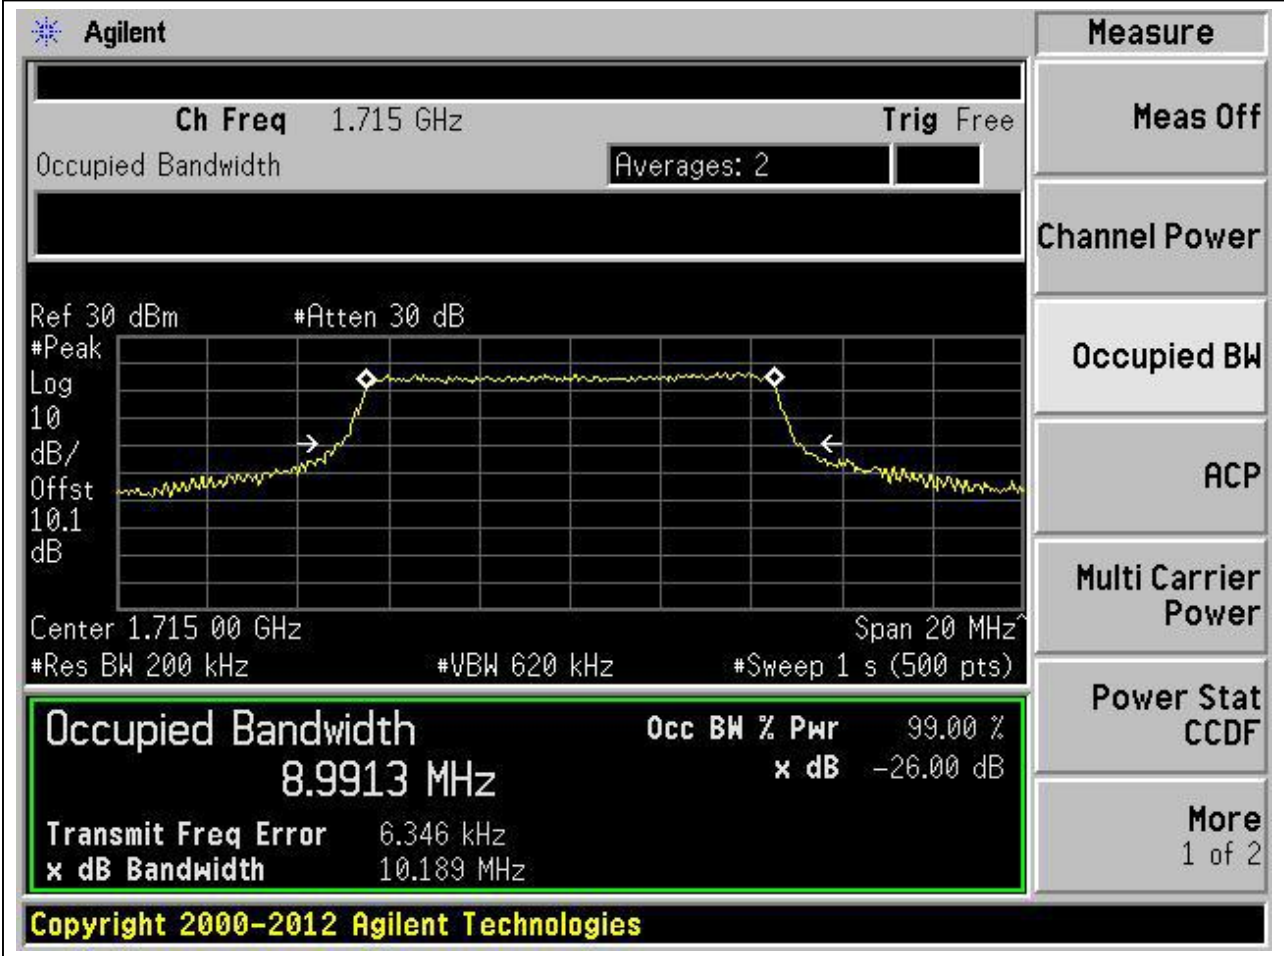 Agilent
Measure
Ch Freq 1.715 GHz Trig Free
Occupied Bandwidth Averages: 2
Meas Off
Channel Power
Occupied BW
ACP
Multi Carrier
Power
Power Stat
CCDF
More
1 of 2
Ref 30 dBm #Atten 30 dB
#Peak
Log
10
dB/
Offst
10.1
dB
Center 1.715 00 GHz Span 20 MHz^
#Res BW 200 kHz #VBW 620 kHz #Sweep 1 s (500 pts)
Occupied Bandwidth Occ BW % Pwr 99.00 %
8.9913 MHz x dB -26.00 dB
Transmit Freq Error 6.346 kHz
x dB Bandwidth 10.189 MHz
Copyright 2000-2012 Agilent Technologies